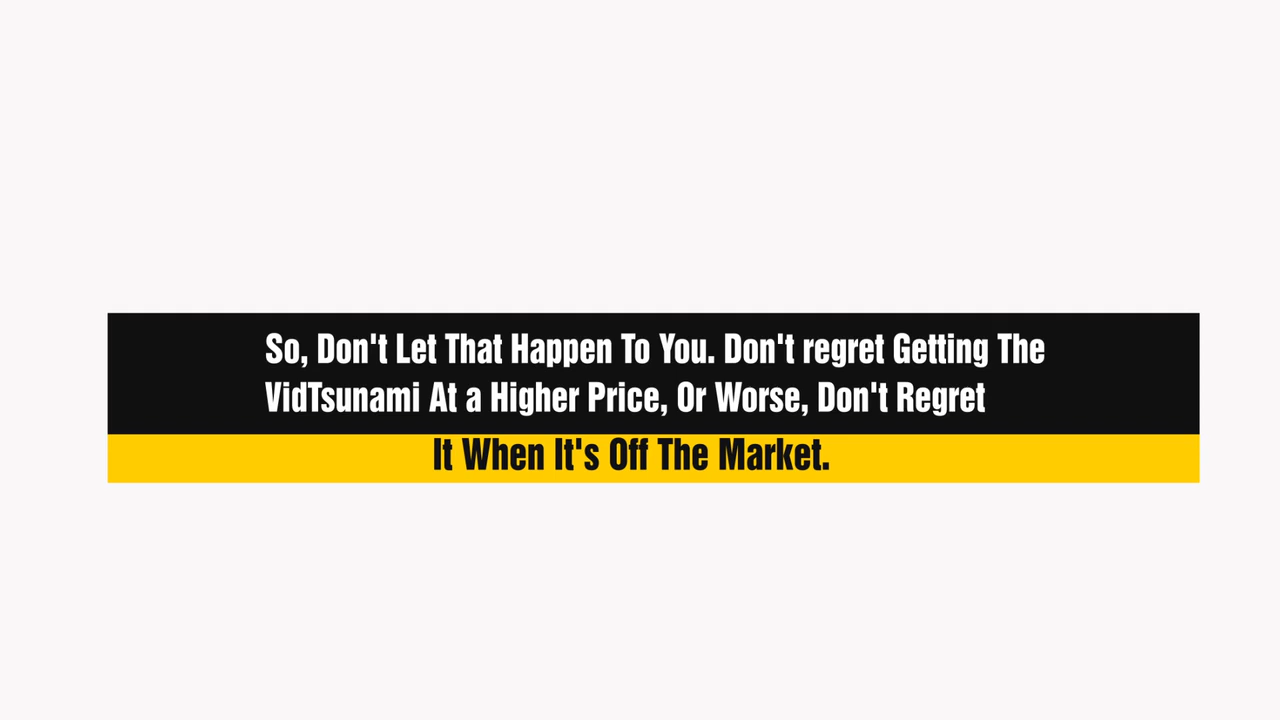 So, Don't Let That Happen To You. Don't regret Getting The
VidTsunami At a Higher Price, Or Worse, Don't Regret
It When It's Off The Market.